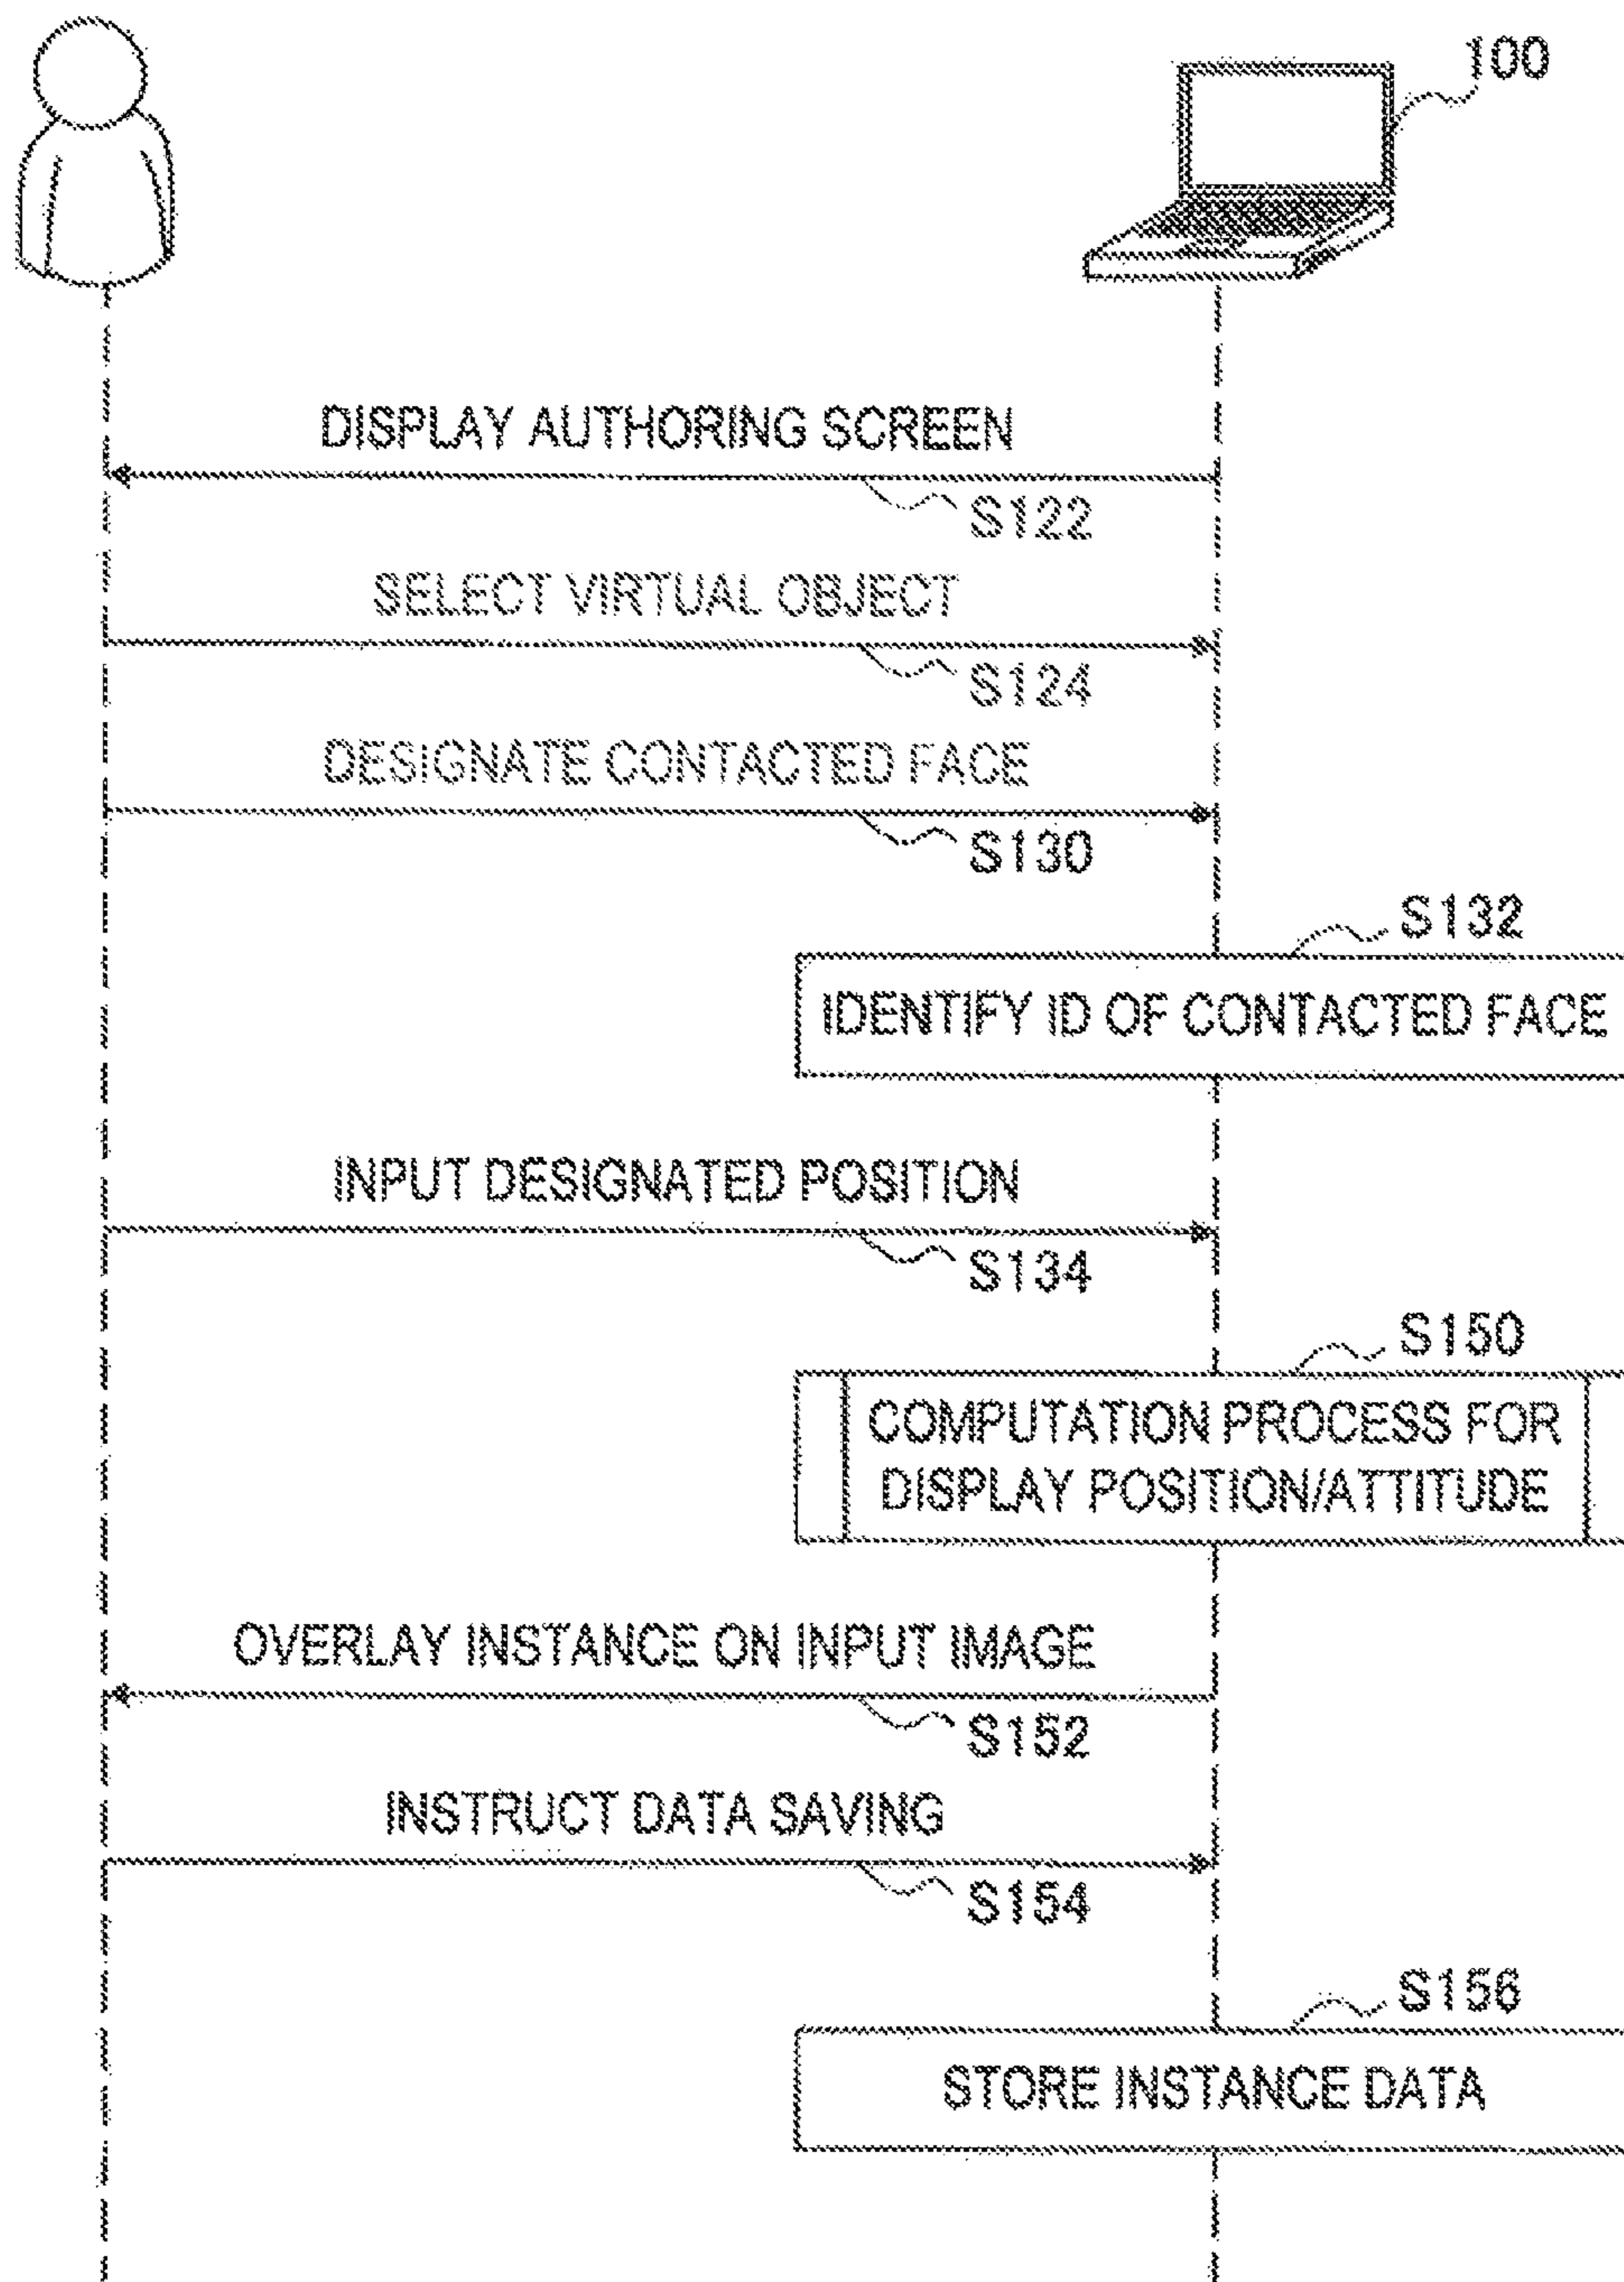 100
DISPLAY AUTHORING SCREEN
S122
SELECT VIRTUAL OBJECT
S124
DESIGNATE CONTACTED FACE
S130
S132
IDENTIFY ID OF CONTACTED FACE
INPUT DESIGNATED POSITION
S134
S150
COMPUTATION PROCESS FOR
DISPLAY POSITION/ATTITUDE
OVERLAY INSTANCE ON INPUT IMAGE
S152
INSTRUCT DATA SAVING
S154
S156
STORE INSTANCE DATA